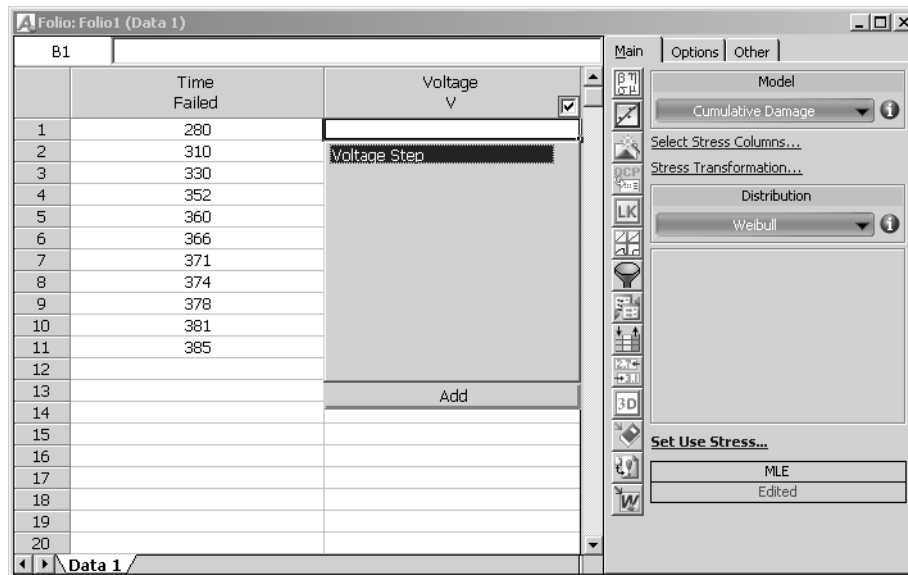 Folio: Folio1 (Data 1)
B1
Main Options Other
Time Failed
Voltage V
Model
Cumulative Damage
Select Stress Columns...
Stress Transformation...
Distribution
Weibull
1 280
2 310 Voltage Step
3 330
4 352
5 360
6 366
7 371
8 374
9 378
10 381
11 385
12
13 Add
14
15
16
17
18
19
20
QCP
LK
3D
Set Use Stress...
MLE
Edited
Data 1